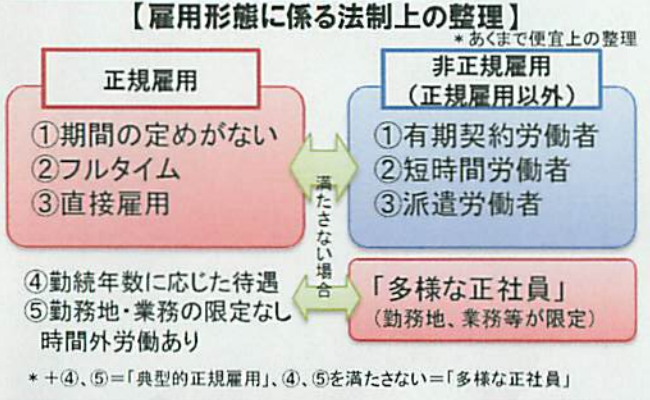 【雇用形態に係る法制上の整理】
*あくまで便宜上の整理
正規雇用
①期間の定めがない
②フルタイム
③直接雇用
非正規雇用
(正規雇用以外)
①有期契約労働者
②短時間労働者
③派遣労働者
満たさない場合
④勤続年数に応じた待遇
⑤勤務地・業務の限定なし
時間外労働あり
「多様な正社員」
(勤務地、業務等が限定)
*+④、⑤=「典型的正規雇用」、④、⑤を満たさない=「多様な正社員」